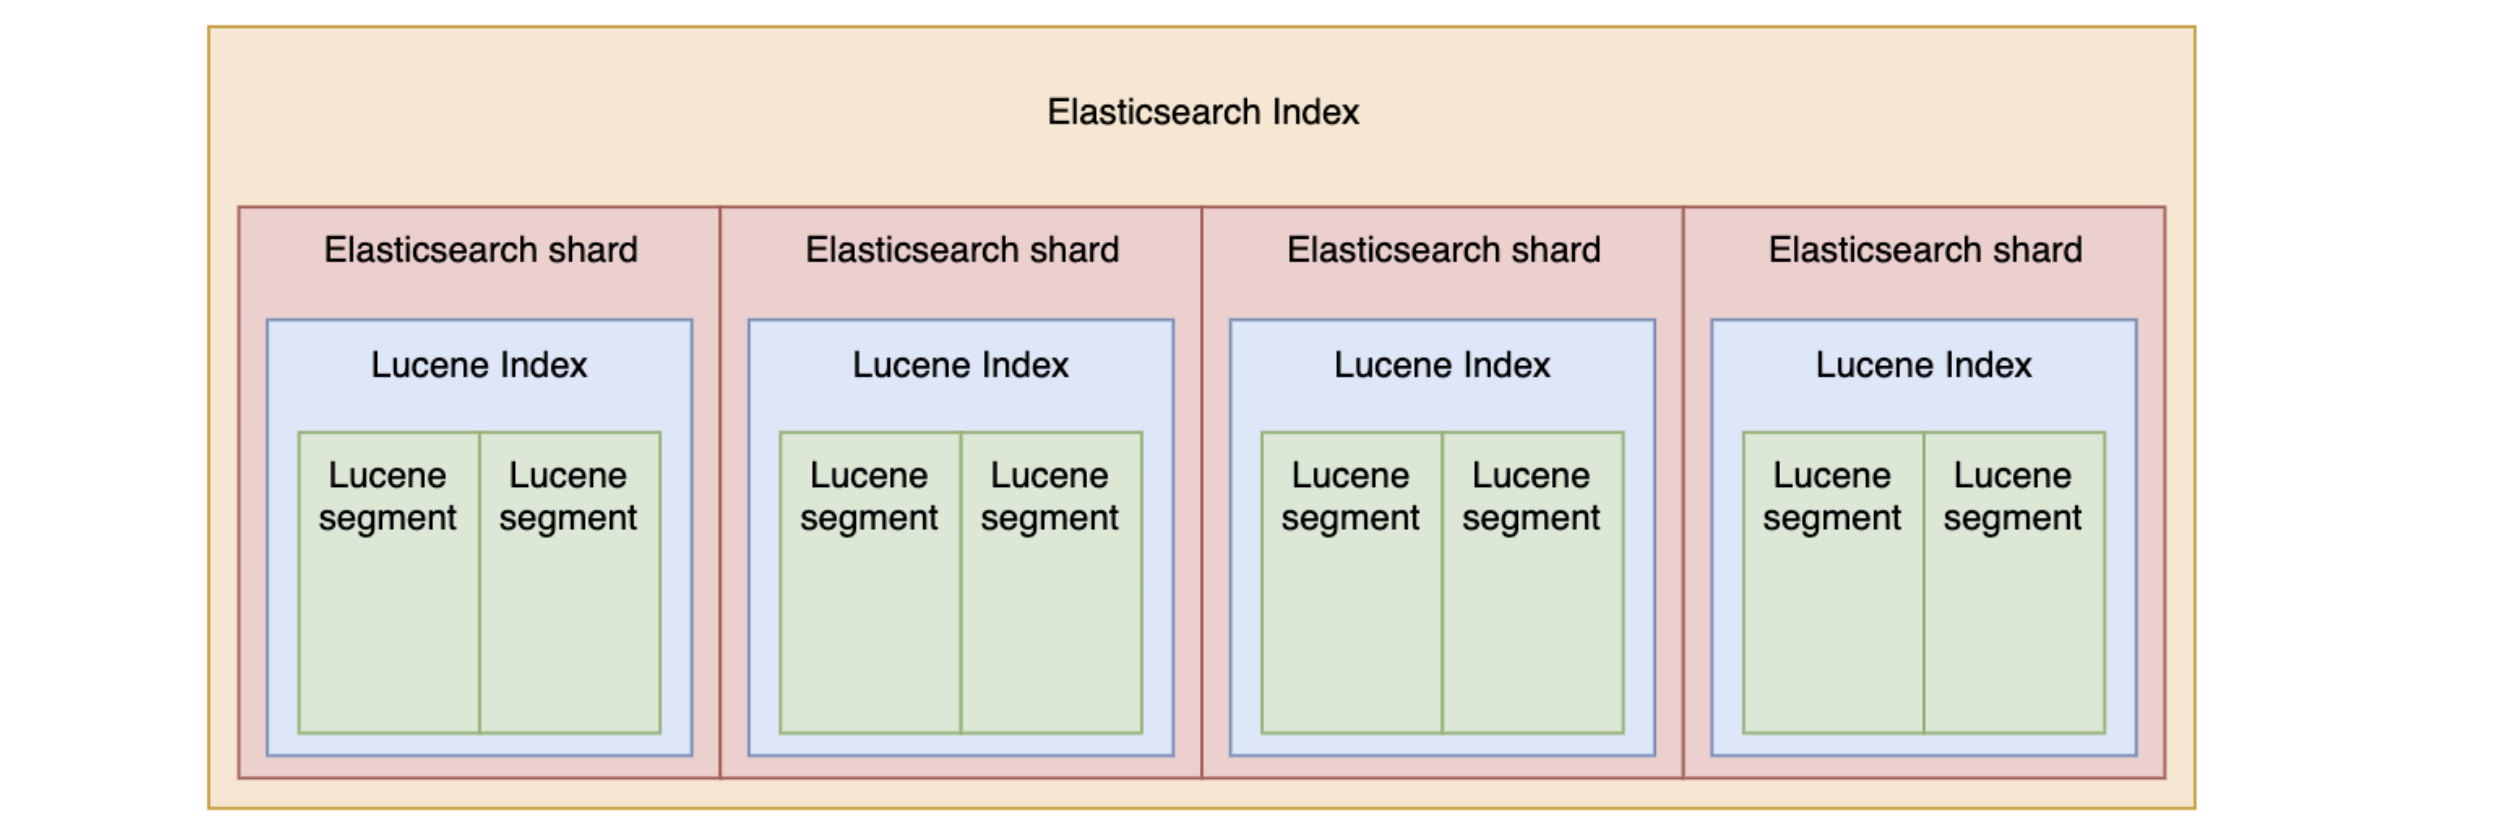 Elasticsearch Index
Elasticsearch shard
Elasticsearch shard
Elasticsearch shard
Elasticsearch shard
Lucene Index
Lucene Index
Lucene Index
Lucene Index
Lucene
segment
Lucene
segment
Lucene
segment
Lucene
segment
Lucene
segment
Lucene
segment
Lucene
segment
Lucene
segment